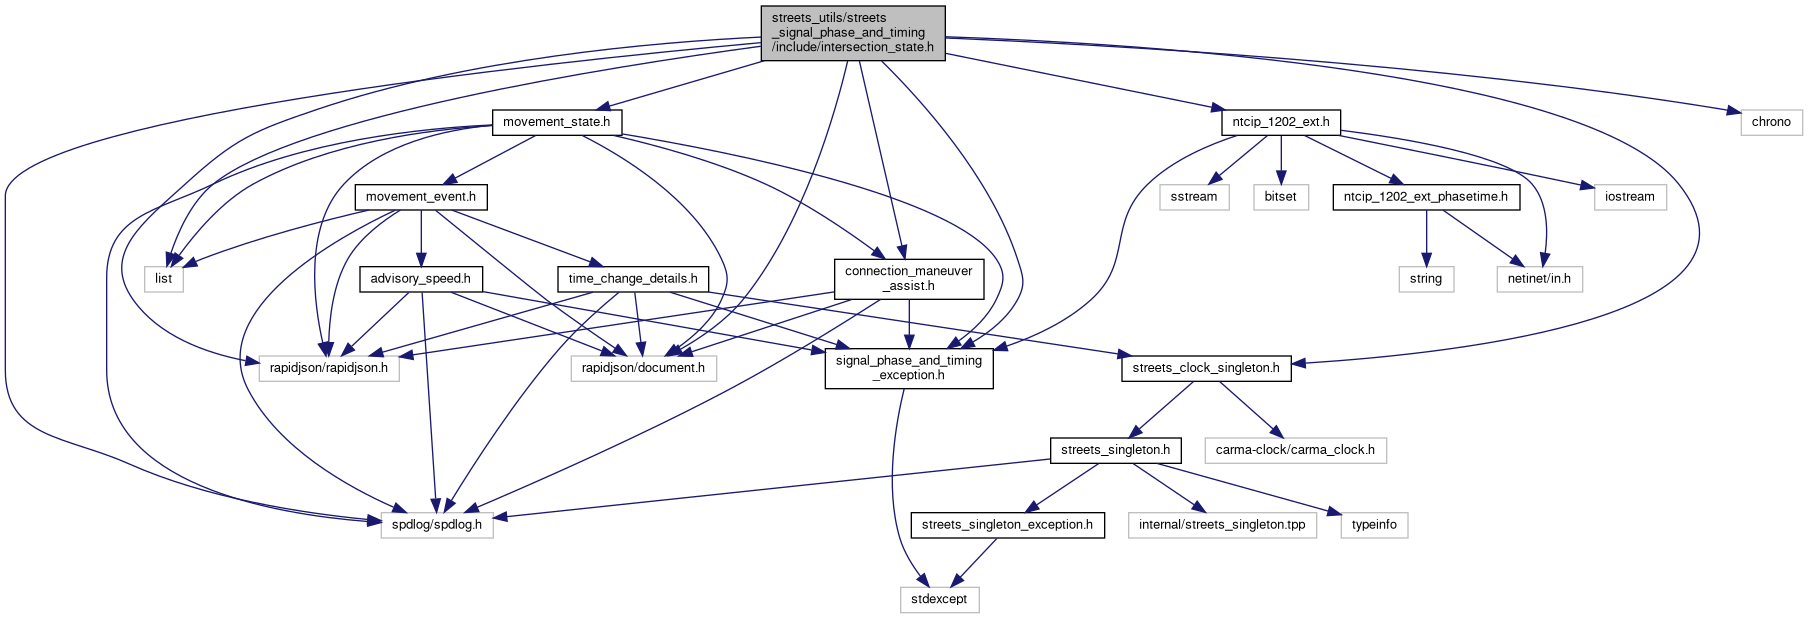 streets_utils/streets
_signal_phase_and_timing
/include/intersection_state.h
movement_state.h
ntcip_1202_ext.h
chrono
movement_event.h
sstream
bitset
ntcip_1202_ext_phasetime.h
iostream
list
advisory_speed.h
time_change_details.h
connection_maneuver
_assist.h
string
netinet/in.h
rapidjson/rapidjson.h
rapidjson/document.h
signal_phase_and_timing
_exception.h
streets_clock_singleton.h
streets_singleton.h
carma-clock/carma_clock.h
spdlog/spdlog.h
streets_singleton_exception.h
internal/streets_singleton.tpp
typeinfo
stdexcept